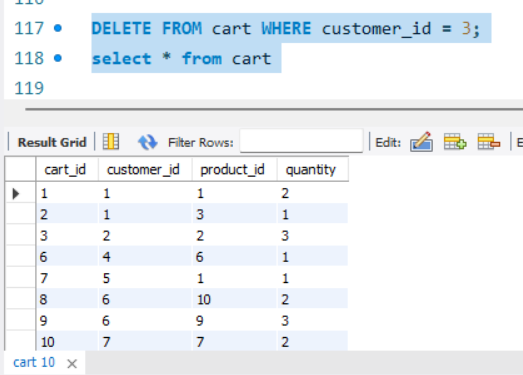 116
117 DELETE FROM cart WHERE customer_id = 3;
118 select * from cart
119
Result Grid Filter Rows: Edit: E
cart_id customer_id product_id quantity
1 1 1 2
2 1 3 1
3 2 2 3
6 4 6 1
7 5 1 1
8 6 10 2
9 6 9 3
10 7 7 2
cart 10